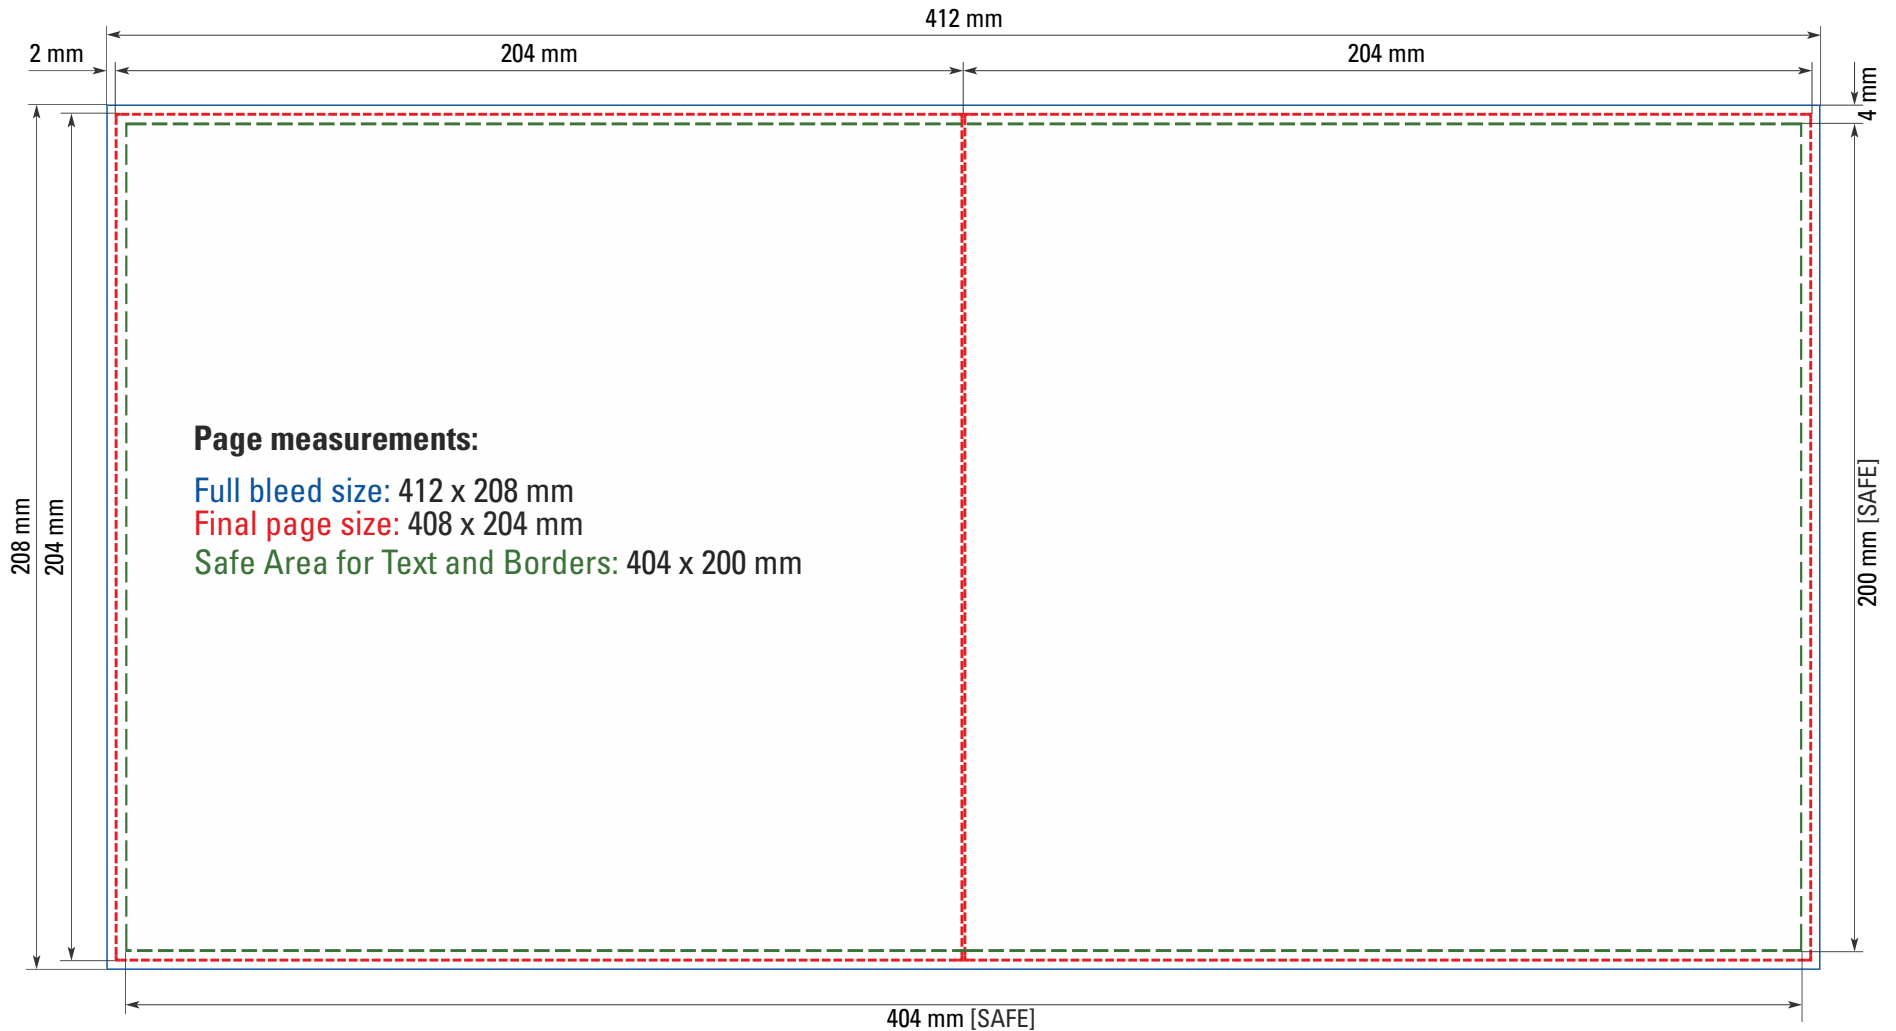 412 mm
2 mm
204 mm
204 mm
4 mm
Page measurements:
Full bleed size: 412 x 208 mm
Final page size: 408 x 204 mm
Safe Area for Text and Borders: 404 x 200 mm
208 mm
204 mm
200 mm [SAFE]
404 mm [SAFE]